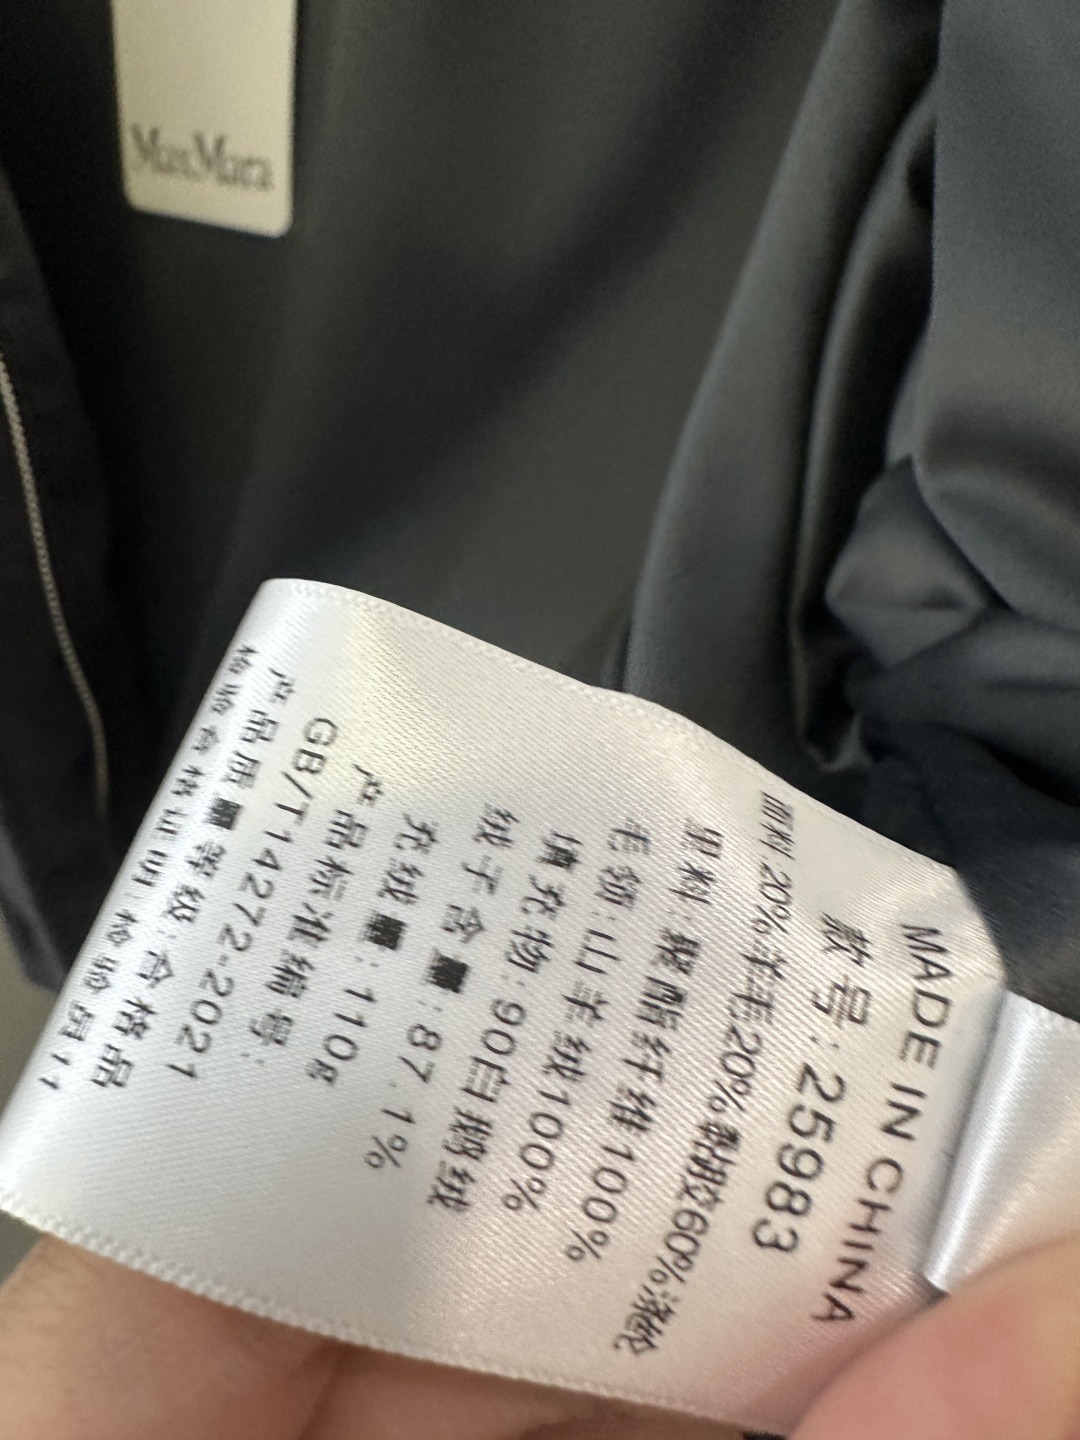 MaxMara
MADE IN CHINA
款号:25983
面料:20%羊毛20%黏胶60%涤纶
里料:聚酯纤维100%
毛领:山羊绒100%
填充物:90白鹅绒
绒子含量:87.1%
充绒量:110g
产品标准编号:
GB/T14272-2021
产品质量等级:合格品
检验合格证明:检验员11